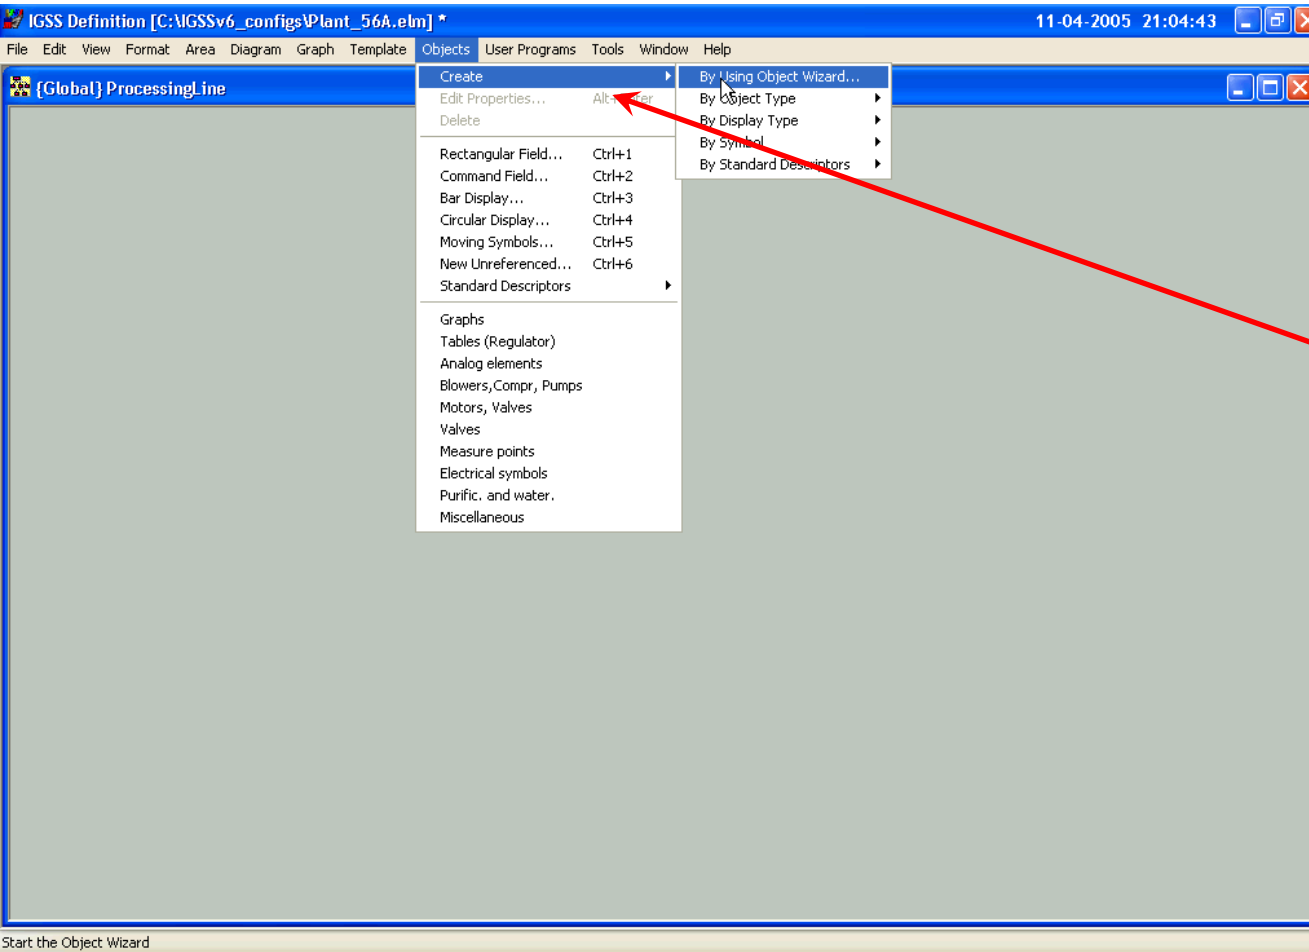 IGSS Definition [C:\IGSSv6_configs\Plant_56A.elm] * 11-04-2005 21:04:43
File Edit View Format Area Diagram Graph Template Objects User Programs Tools Window Help
{Global} ProcessingLine
Create
Edit Properties...
Delete
Rectangular Field... Ctrl+1
Command Field... Ctrl+2
Bar Display... Ctrl+3
Circular Display... Ctrl+4
Moving Symbols... Ctrl+5
New Unreferenced... Ctrl+6
Standard Descriptors
Graphs
Tables (Regulator)
Analog elements
Blowers,Compr, Pumps
Motors, Valves
Valves
Measure points
Electrical symbols
Purific. and water.
Miscellaneous
By Using Object Wizard...
By Object Type
By Display Type
By Symbol
By Standard Descriptors
Start the Object Wizard